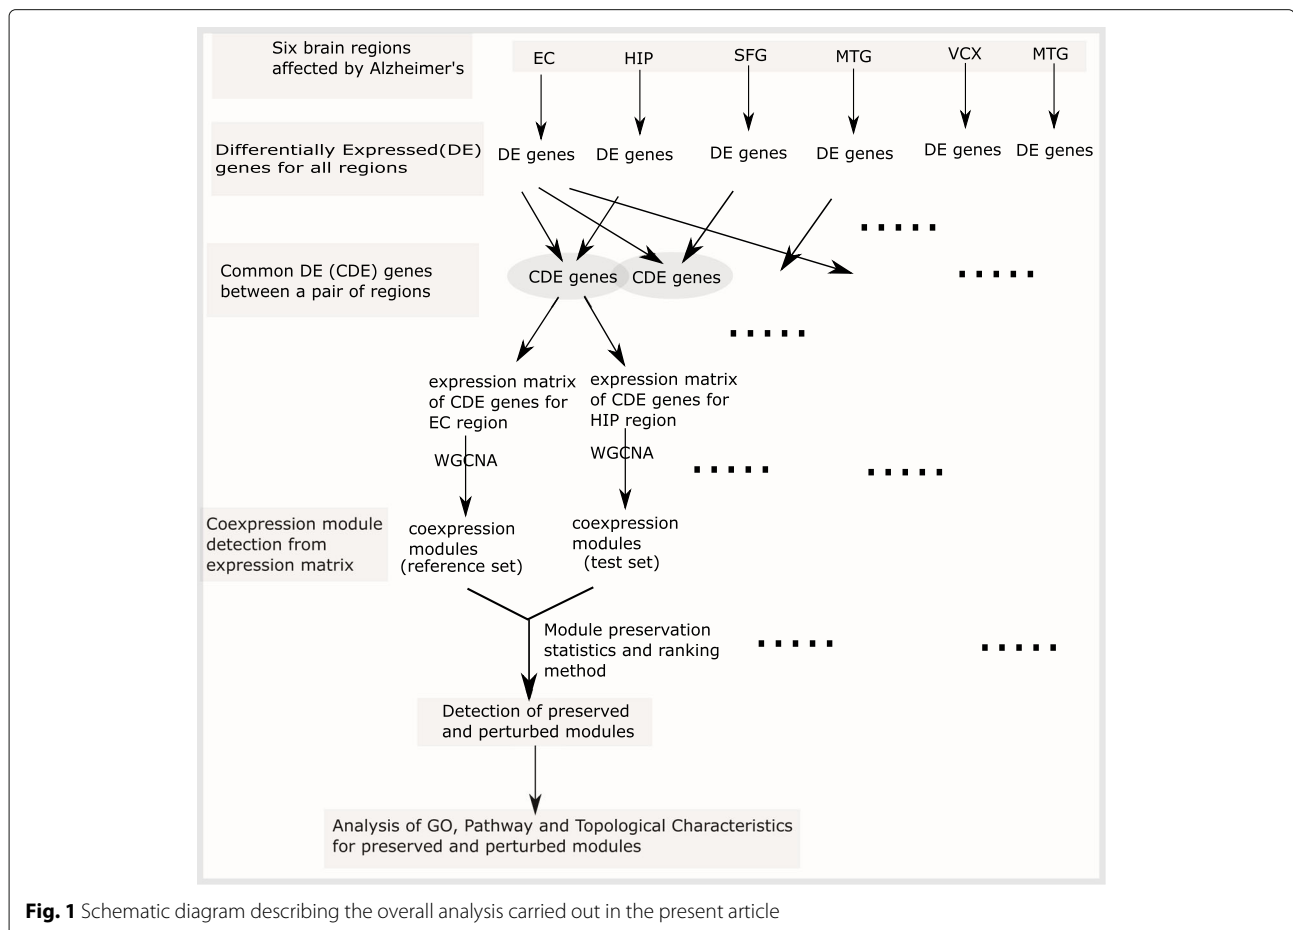 Six brain regions
affected by Alzheimer's
EC HIP SFG MTG VCX MTG
Differentially Expressed(DE)
genes for all regions
DE genes DE genes DE genes DE genes DE genes DE genes
Common DE (CDE) genes
between a pair of regions
CDE genes CDE genes
expression matrix
of CDE genes for
EC region
expression matrix
of CDE genes for
HIP region
WGCNA
WGCNA
Coexpression module
detection from
expression matrix
coexpression
modules
(reference set)
coexpression
modules
(test set)
Module preservation
statistics and ranking
method
Detection of preserved
and perturbed modules
Analysis of GO, Pathway and Topological Characteristics
for preserved and perturbed modules
Fig. 1 Schematic diagram describing the overall analysis carried out in the present article